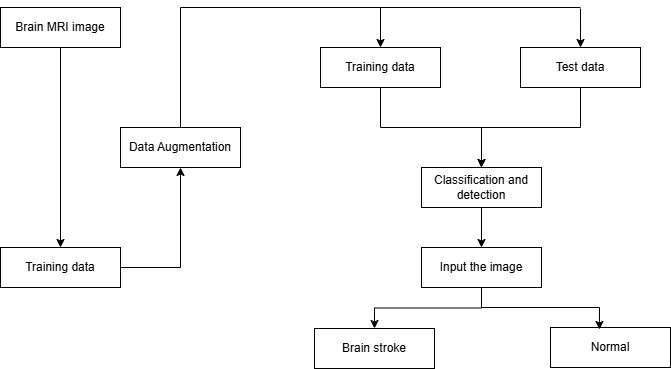 Brain MRI image
Training data
Test data
Data Augmentation
Classification and
detection
Training data
Input the image
Brain stroke
Normal